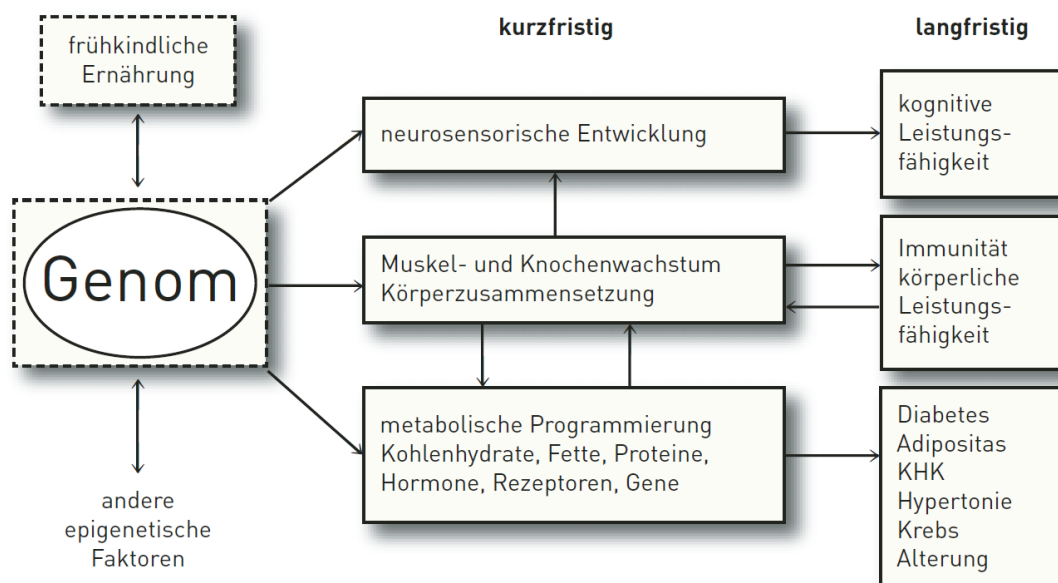 frühkindliche
Ernährung
Genom
andere
epigenetische
Faktoren
kurzfristig
neurosensorische Entwicklung
Muskel- und Knochenwachstum
Körperzusammensetzung
metabolische Programmierung
Kohlenhydrate, Fette, Proteine,
Hormone, Rezeptoren, Gene
langfristig
kognitive
Leistungs-
fähigkeit
Immunität
körperliche
Leistungs-
fähigkeit
Diabetes
Adipositas
KHK
Hypertonie
Krebs
Alterung